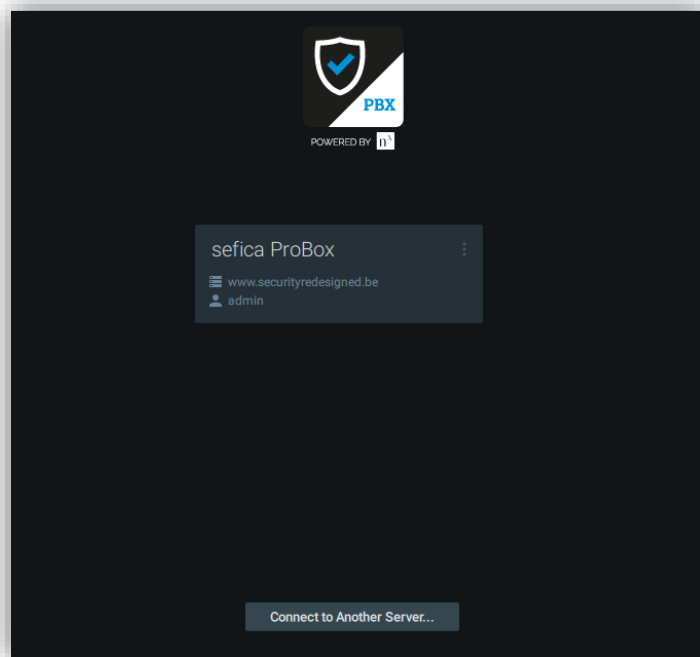 PBX
POWERED BY
sefica ProBox
www.securityredesigned.be
admin
Connect to Another Server...